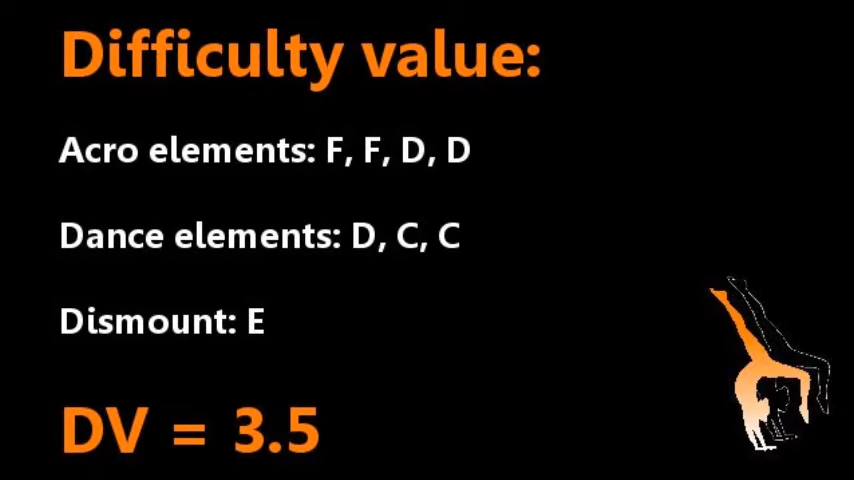 Difficulty value:
Acro elements: F, F, D, D
Dance elements: D, C, C
Dismount: E
DV = 3.5